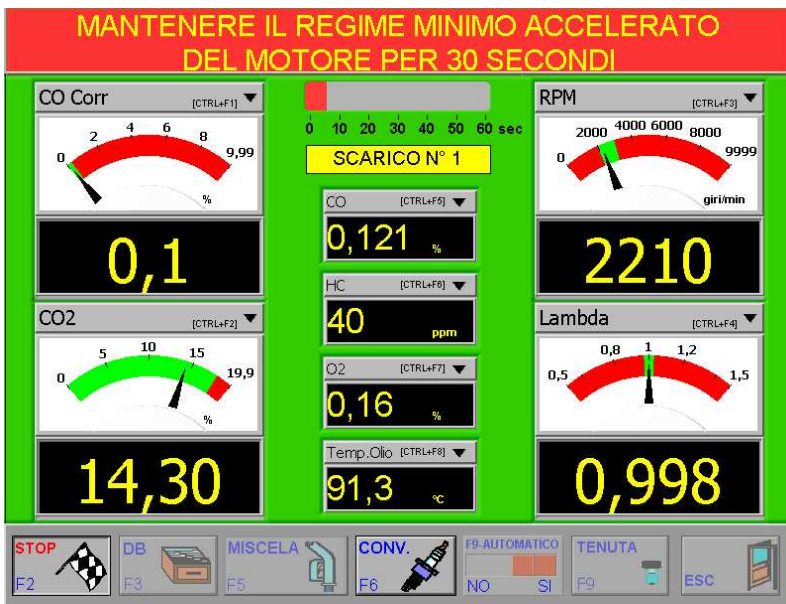 MANTENERE IL REGIME MINIMO ACCELERATO
DEL MOTORE PER 30 SECONDI
CO Corr [CTRL+F1]
0 2 4 6 8 9,99
%
0,1
CO2 [CTRL+F2]
0 5 10 15 19,9
%
14,30
0 10 20 30 40 50 60 sec
SCARICO N° 1
CO [CTRL+F5]
0,121 %
HC [CTRL+F6]
40 ppm
O2 [CTRL+F7]
0,16 %
Temp.Olio [CTRL+F8]
91,3 °C
RPM [CTRL+F3]
0 2000 4000 6000 8000 9999
giri/min
2210
Lambda [CTRL+F4]
0,5 0,8 1 1,2 1,5
0,998
STOP
F2
DB
F3
MISCELA
F5
CONV.
F6
F9-AUTOMATICO
NO SI
TENUTA
F9
ESC